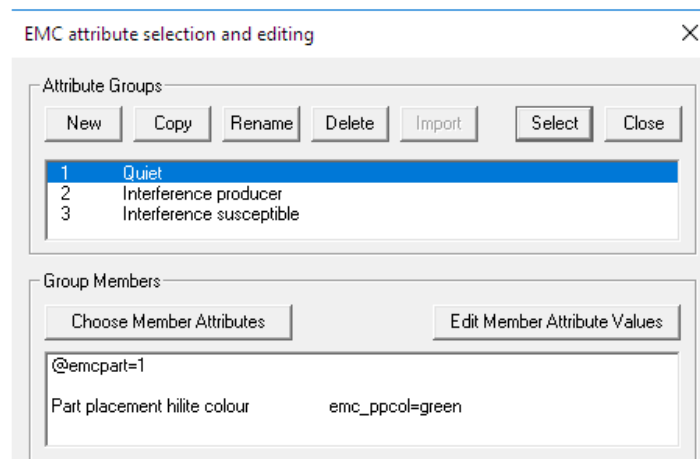 EMC attribute selection and editing
Attribute Groups
New Copy Rename Delete Import Select Close
1 Quiet
2 Interference producer
3 Interference susceptible
Group Members
Choose Member Attributes Edit Member Attribute Values
@emcpart=1
Part placement hilite colour emc_ppcol=green